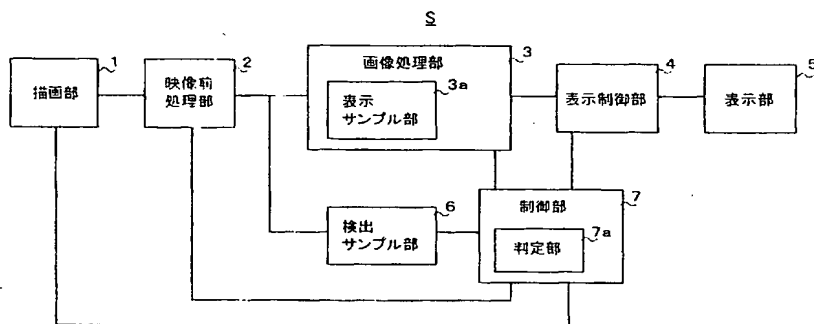 S
1
描画部
2
映像前
処理部
3
画像処理部
3a
表示
サンプル部
4
表示制御部
5
表示部
6
検出
サンプル部
7
制御部
7a
判定部